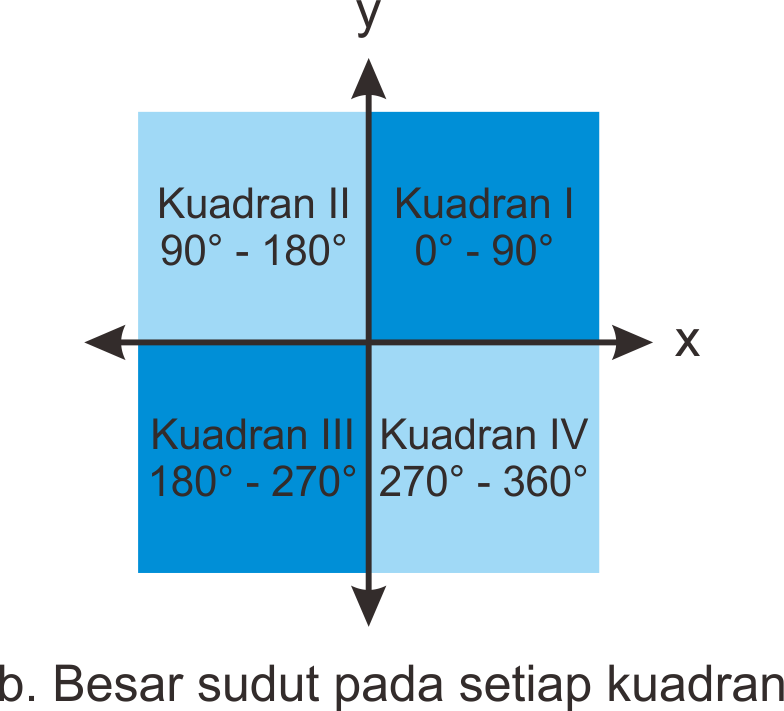 y
Kuadran II
90° - 180°
Kuadran I
0° - 90°
x
Kuadran III
180° - 270°
Kuadran IV
270° - 360°
b. Besar sudut pada setiap kuadran